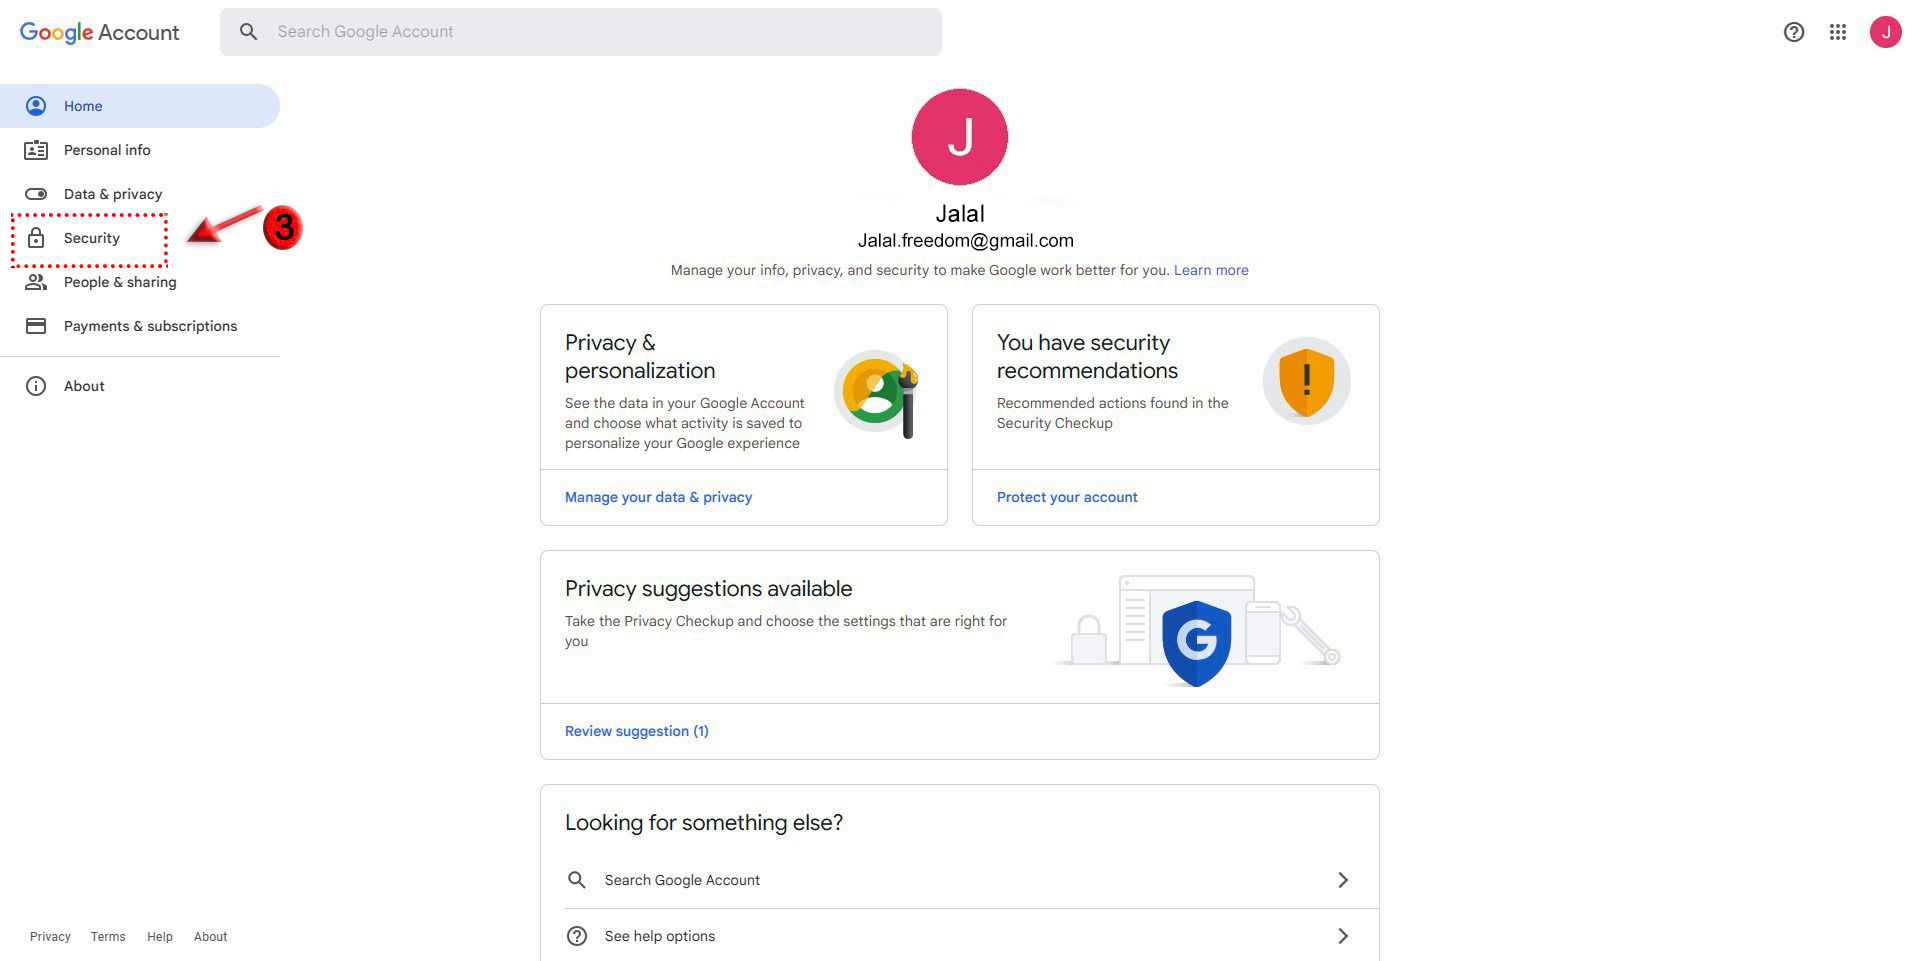 Google Account
Search Google Account
J
Home
Personal info
Data & privacy
Security
3
People & sharing
Payments & subscriptions
About
J
Jalal
Jalal.freedom@gmail.com
Manage your info, privacy, and security to make Google work better for you. Learn more
Privacy &
personalization
See the data in your Google Account
and choose what activity is saved to
personalize your Google experience
Manage your data & privacy
You have security
recommendations
Recommended actions found in the
Security Checkup
!
Protect your account
Privacy suggestions available
Take the Privacy Checkup and choose the settings that are right for
you
G
Review suggestion (1)
Looking for something else?
Search Google Account
See help options
Privacy Terms Help About